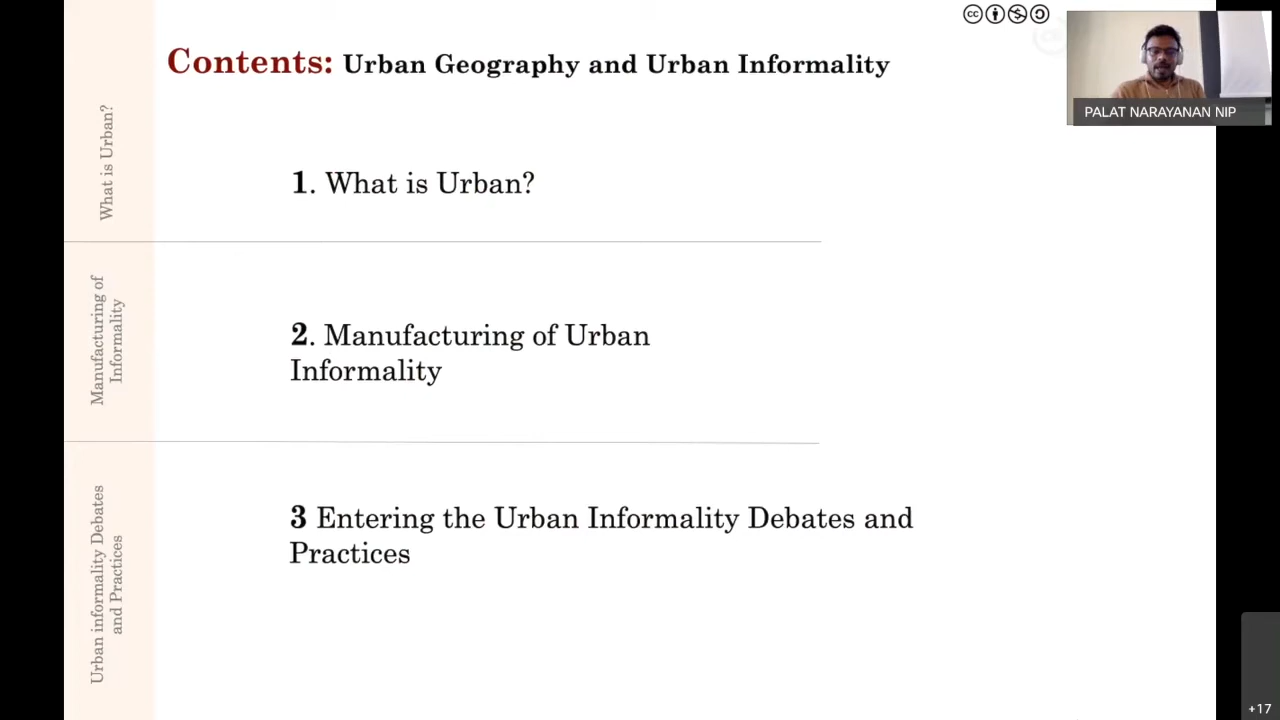 Contents: Urban Geography and Urban Informality
PALAT NARAYANAN NIP
What is Urban?
1. What is Urban?
Manufacturing of
Informality
2. Manufacturing of Urban
Informality
Urban informality Debates
and Practices
3 Entering the Urban Informality Debates and
Practices
+17